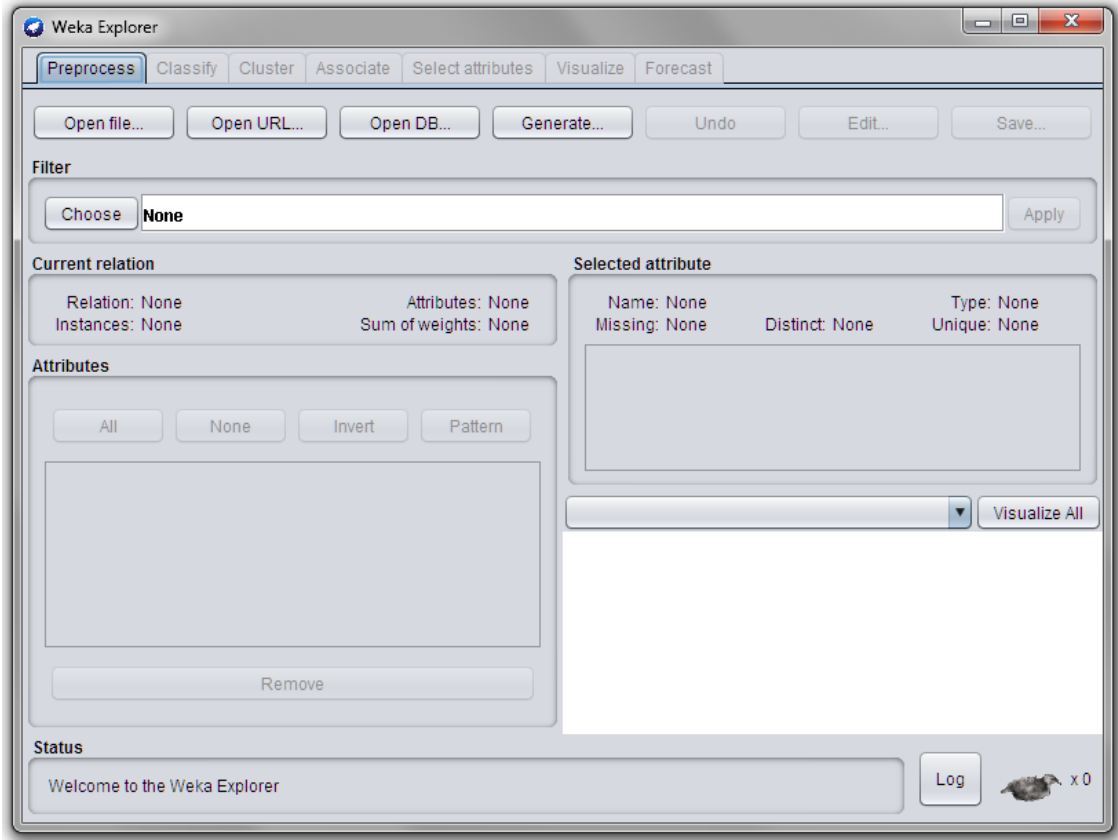 Weka Explorer
Preprocess Classify Cluster Associate Select attributes Visualize Forecast
Open file... Open URL... Open DB... Generate... Undo Edit... Save...
Filter
Choose None Apply
Current relation
Relation: None Attributes: None
Instances: None Sum of weights: None
Selected attribute
Name: None Type: None
Missing: None Distinct: None Unique: None
Attributes
All None Invert Pattern
Remove
Visualize All
Status
Welcome to the Weka Explorer
Log x 0